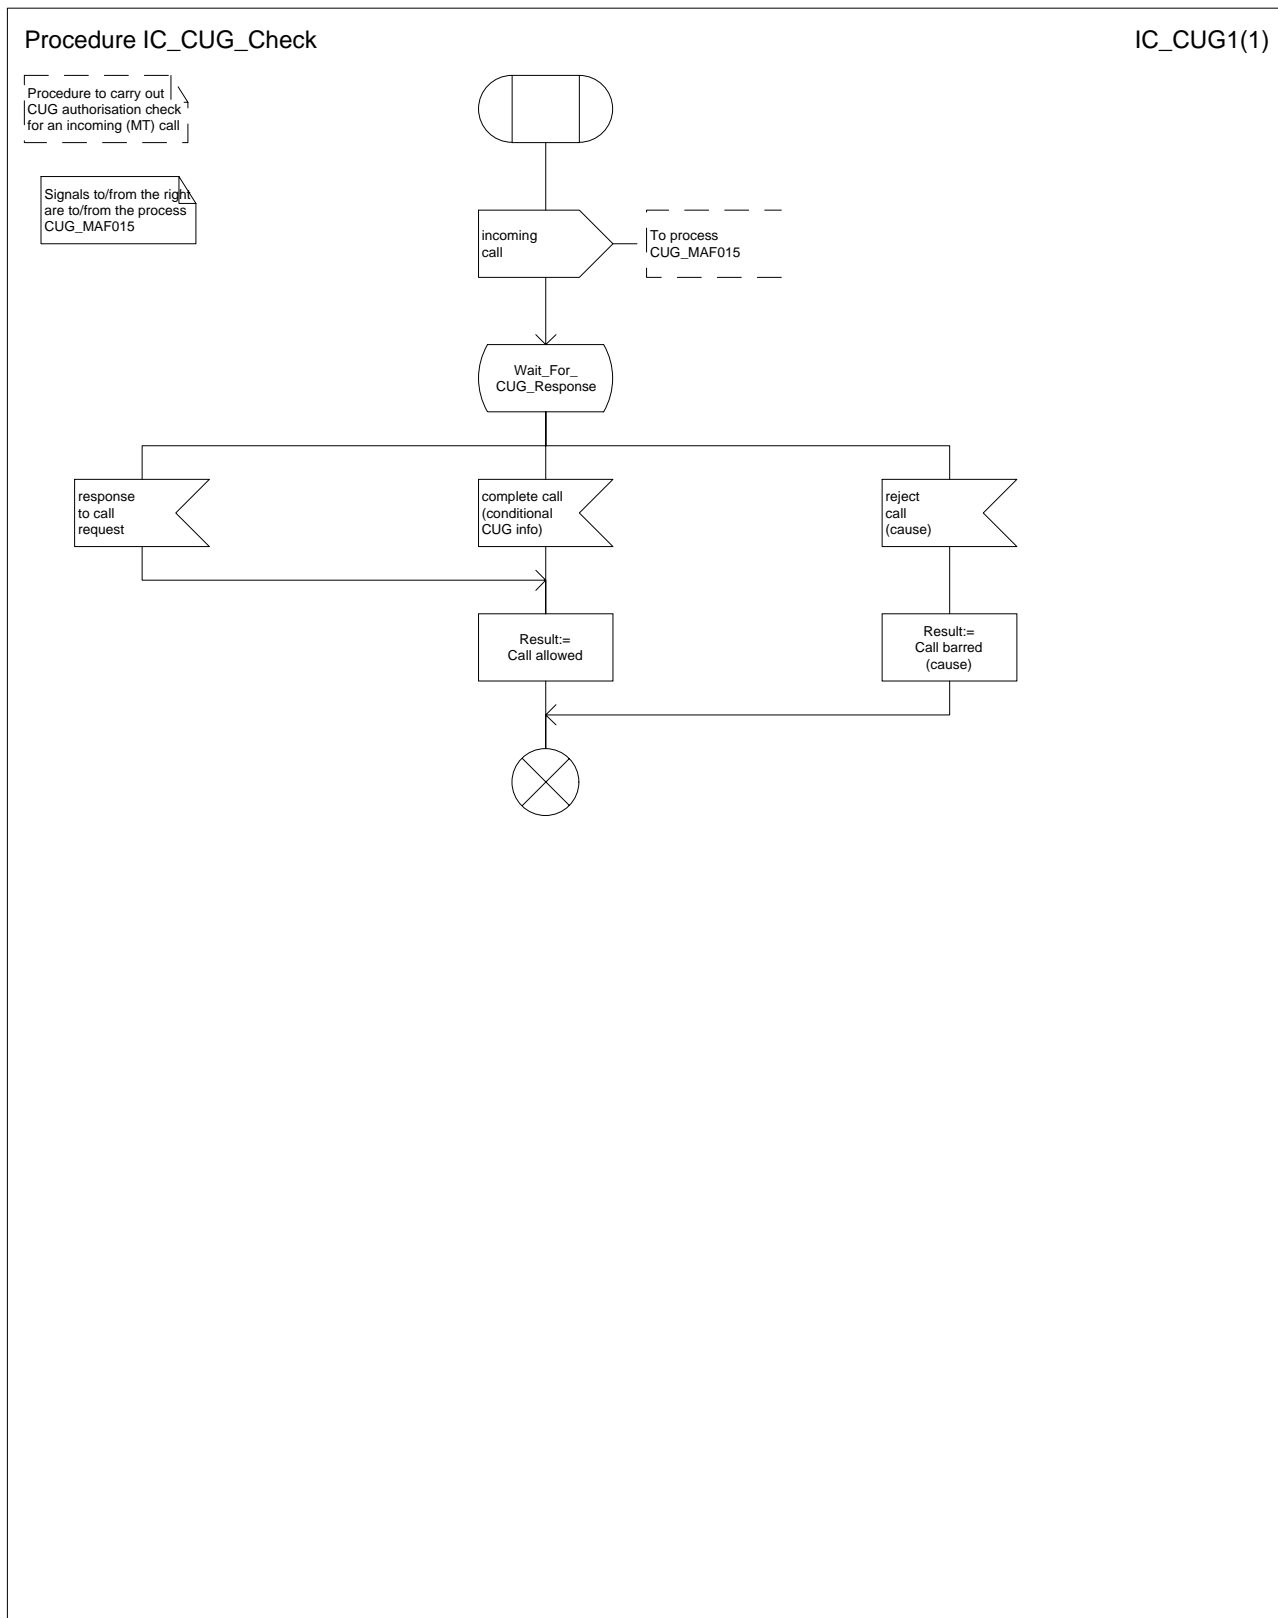 Procedure IC_CUG_Check
IC_CUG1(1)
Procedure to carry out
CUG authorisation check
for an incoming (MT) call
Signals to/from the right
are to/from the process
CUG_MAF015
incoming
call
To process
CUG_MAF015
Wait_For_
CUG_Response
response
to call
request
complete call
(conditional
CUG info)
reject
call
(cause)
Result:=
Call allowed
Result:=
Call barred
(cause)